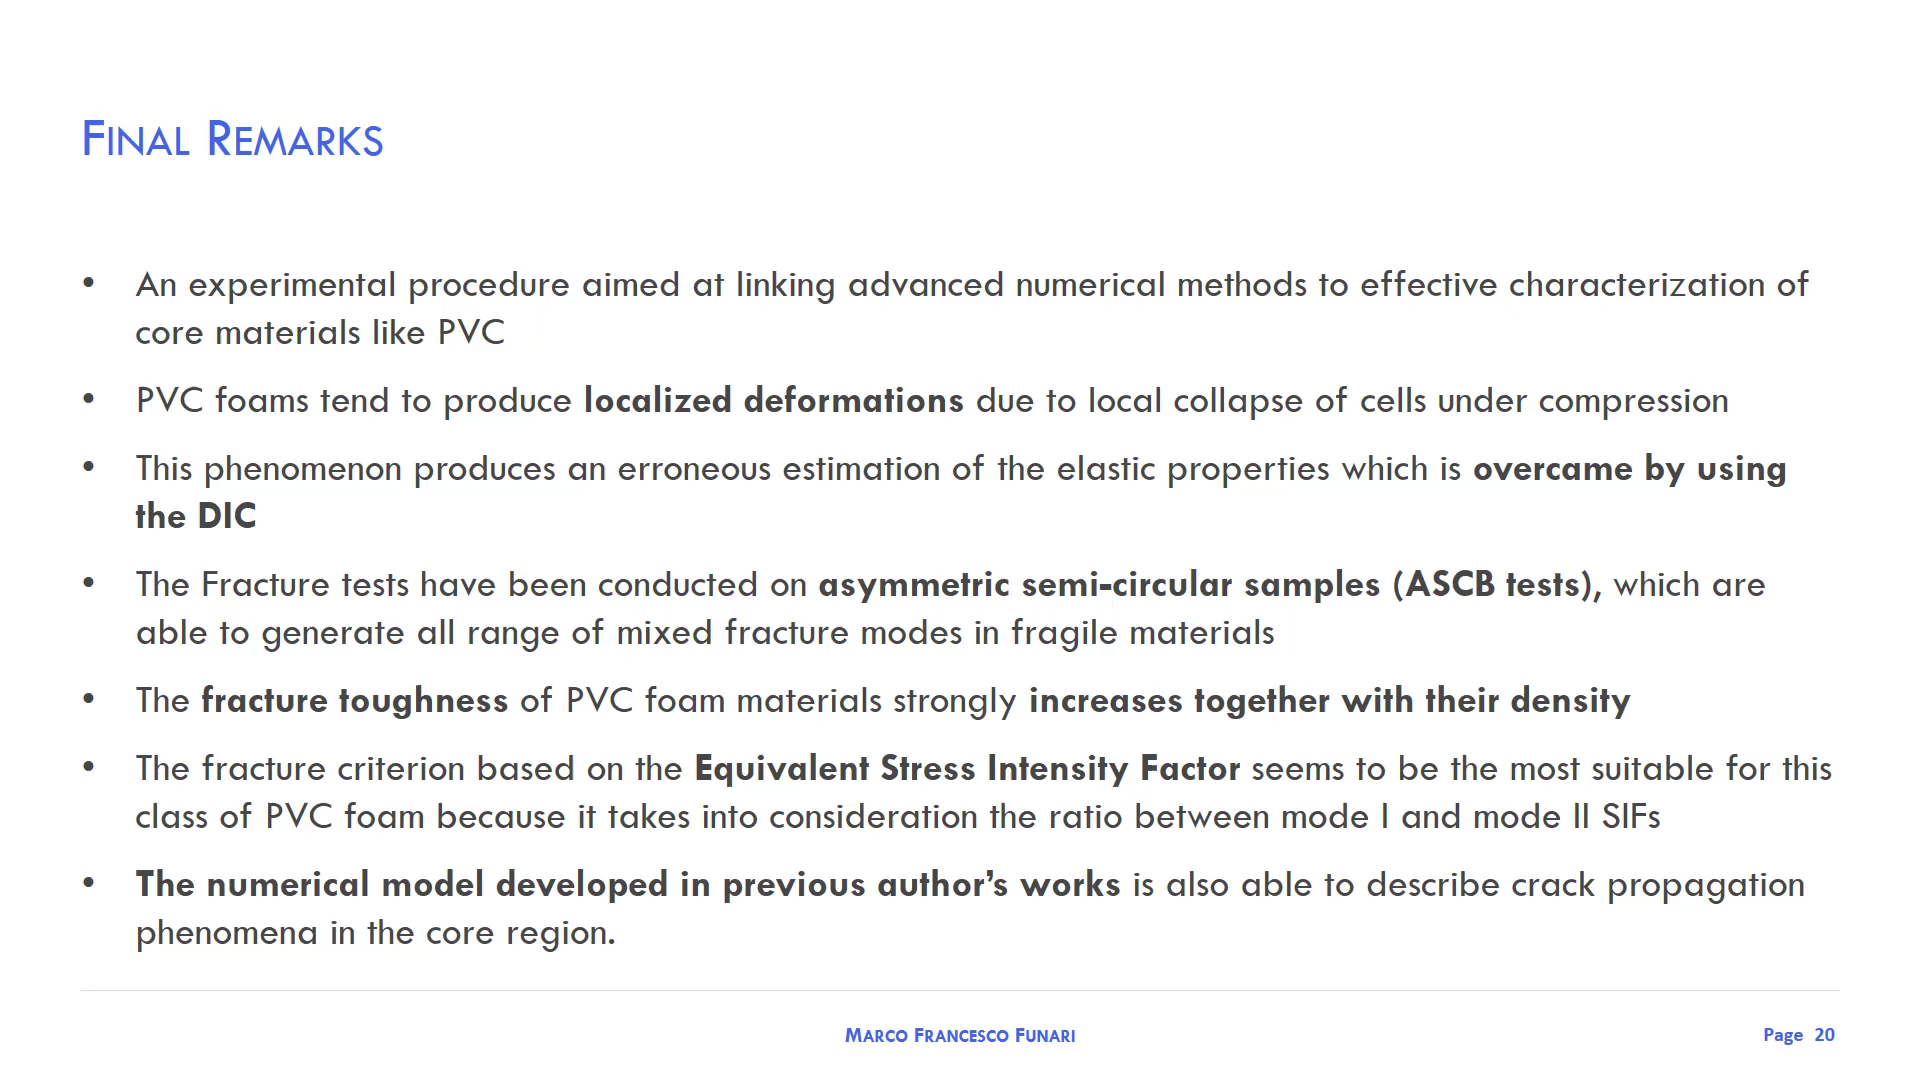 FINAL REMARKS
• An experimental procedure aimed at linking advanced numerical methods to effective characterization of
core materials like PVC
• PVC foams tend to produce localized deformations due to local collapse of cells under compression
• This phenomenon produces an erroneous estimation of the elastic properties which is overcame by using
the DIC
• The Fracture tests have been conducted on asymmetric semi-circular samples (ASCB tests), which are
able to generate all range of mixed fracture modes in fragile materials
• The fracture toughness of PVC foam materials strongly increases together with their density
• The fracture criterion based on the Equivalent Stress Intensity Factor seems to be the most suitable for this
class of PVC foam because it takes into consideration the ratio between mode I and mode II SIFs
• The numerical model developed in previous author’s works is also able to describe crack propagation
phenomena in the core region.
MARCO FRANCESCO FUNARI
Page 20